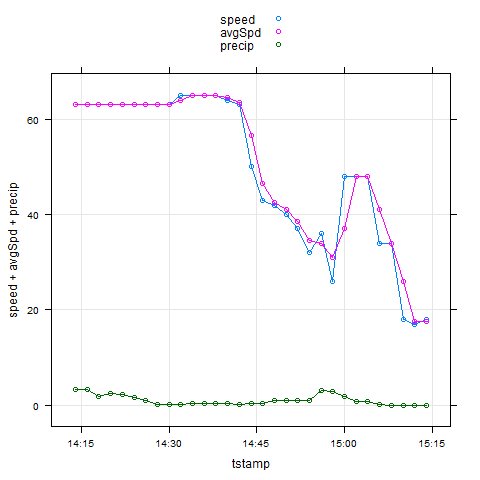 speed
avgSpd
precip
60
40
20
0
speed + avgSpd + precip
14:15 14:30 14:45 15:00 15:15
tstamp